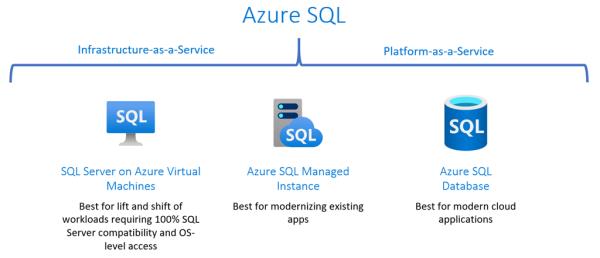 Azure SQL
Infrastructure-as-a-Service
Platform-as-a-Service
SQL
SQL
SQL
SQL Server on Azure Virtual
Machines
Best for lift and shift of
workloads requiring 100% SQL
Server compatibility and OS-
level access
Azure SQL Managed
Instance
Best for modernizing existing
apps
Azure SQL
Database
Best for modern cloud
applications